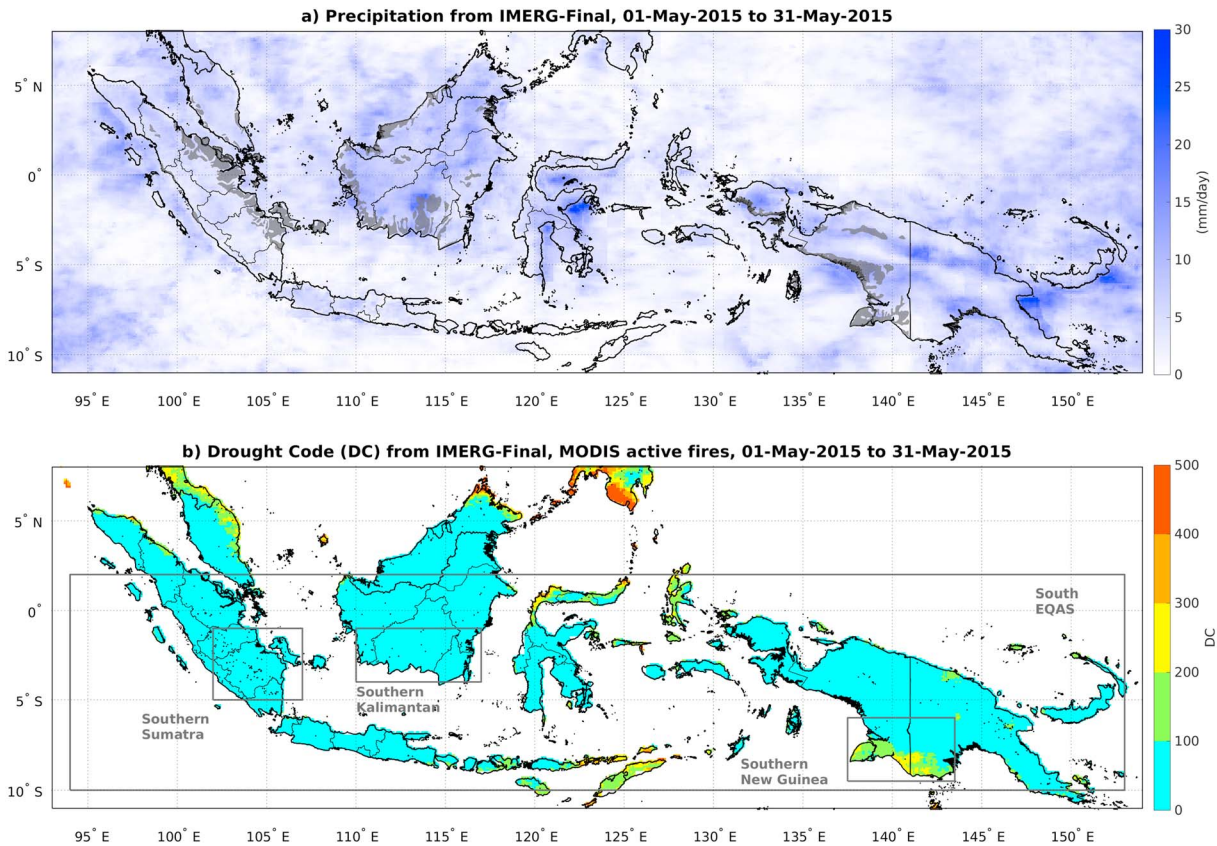 a) Precipitation from IMERG-Final, 01-May-2015 to 31-May-2015
5° N
0°
5° S
10° S
95° E 100° E 105° E 110° E 115° E 120° E 125° E 130° E 135° E 140° E 145° E 150° E
30
25
20
15
10
5
0
(mm/day)
b) Drought Code (DC) from IMERG-Final, MODIS active fires, 01-May-2015 to 31-May-2015
5° N
0°
5° S
10° S
South
EQAS
Southern
Kalimantan
Southern
Sumatra
Southern
New Guinea
95° E 100° E 105° E 110° E 115° E 120° E 125° E 130° E 135° E 140° E 145° E 150° E
500
400
300
200
100
0
DC